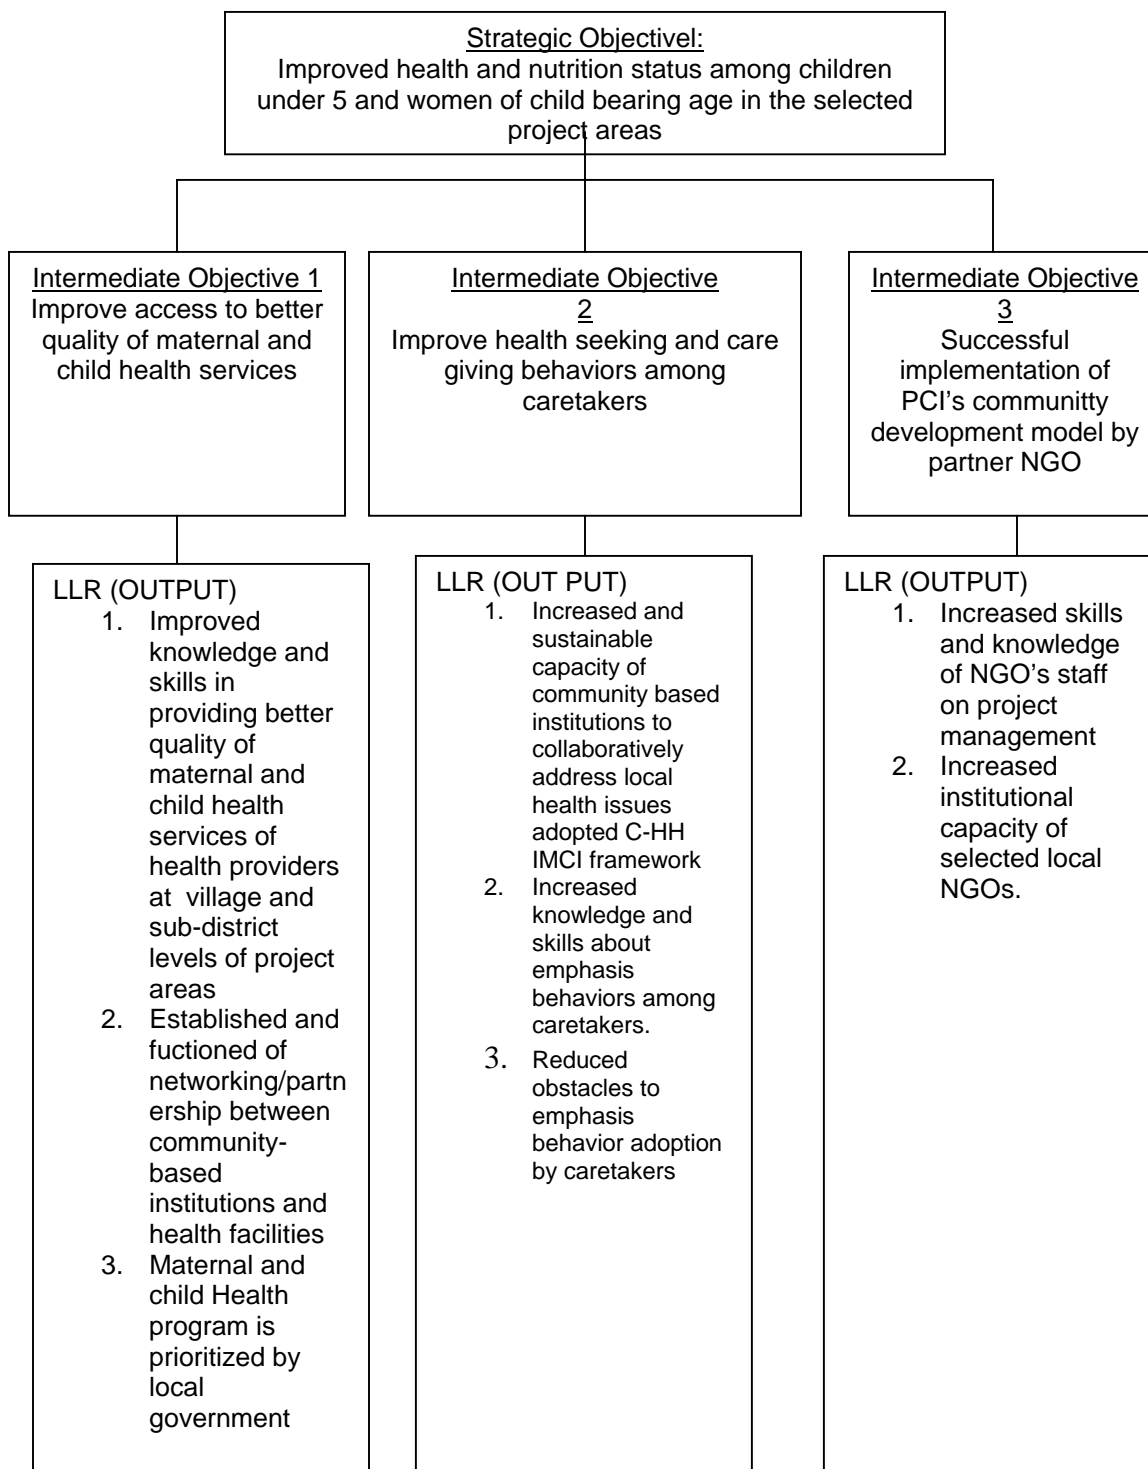 Strategic Objectivel:
Improved health and nutrition status among children
under 5 and women of child bearing age in the selected
project areas
Intermediate Objective 1
Improve access to better
quality of maternal and
child health services
Intermediate Objective
2
Improve health seeking and care
giving behaviors among
caretakers
Intermediate Objective
3
Successful
implementation of
PCI’s communitty
development model by
partner NGO
LLR (OUTPUT)
1. Improved
knowledge and
skills in
providing better
quality of
maternal and
child health
services of
health providers
at village and
sub-district
levels of project
areas
2. Established and
fuctioned of
networking/partn
ership between
community-
based
institutions and
health facilities
3. Maternal and
child Health
program is
prioritized by
local
government
LLR (OUT PUT)
1. Increased and
sustainable
capacity of
community based
institutions to
collaboratively
address local
health issues
adopted C-HH
IMCI framework
2. Increased
knowledge and
skills about
emphasis
behaviors among
caretakers.
3. Reduced
obstacles to
emphasis
behavior adoption
by caretakers
LLR (OUTPUT)
1. Increased skills
and knowledge
of NGO’s staff
on project
management
2. Increased
institutional
capacity of
selected local
NGOs.